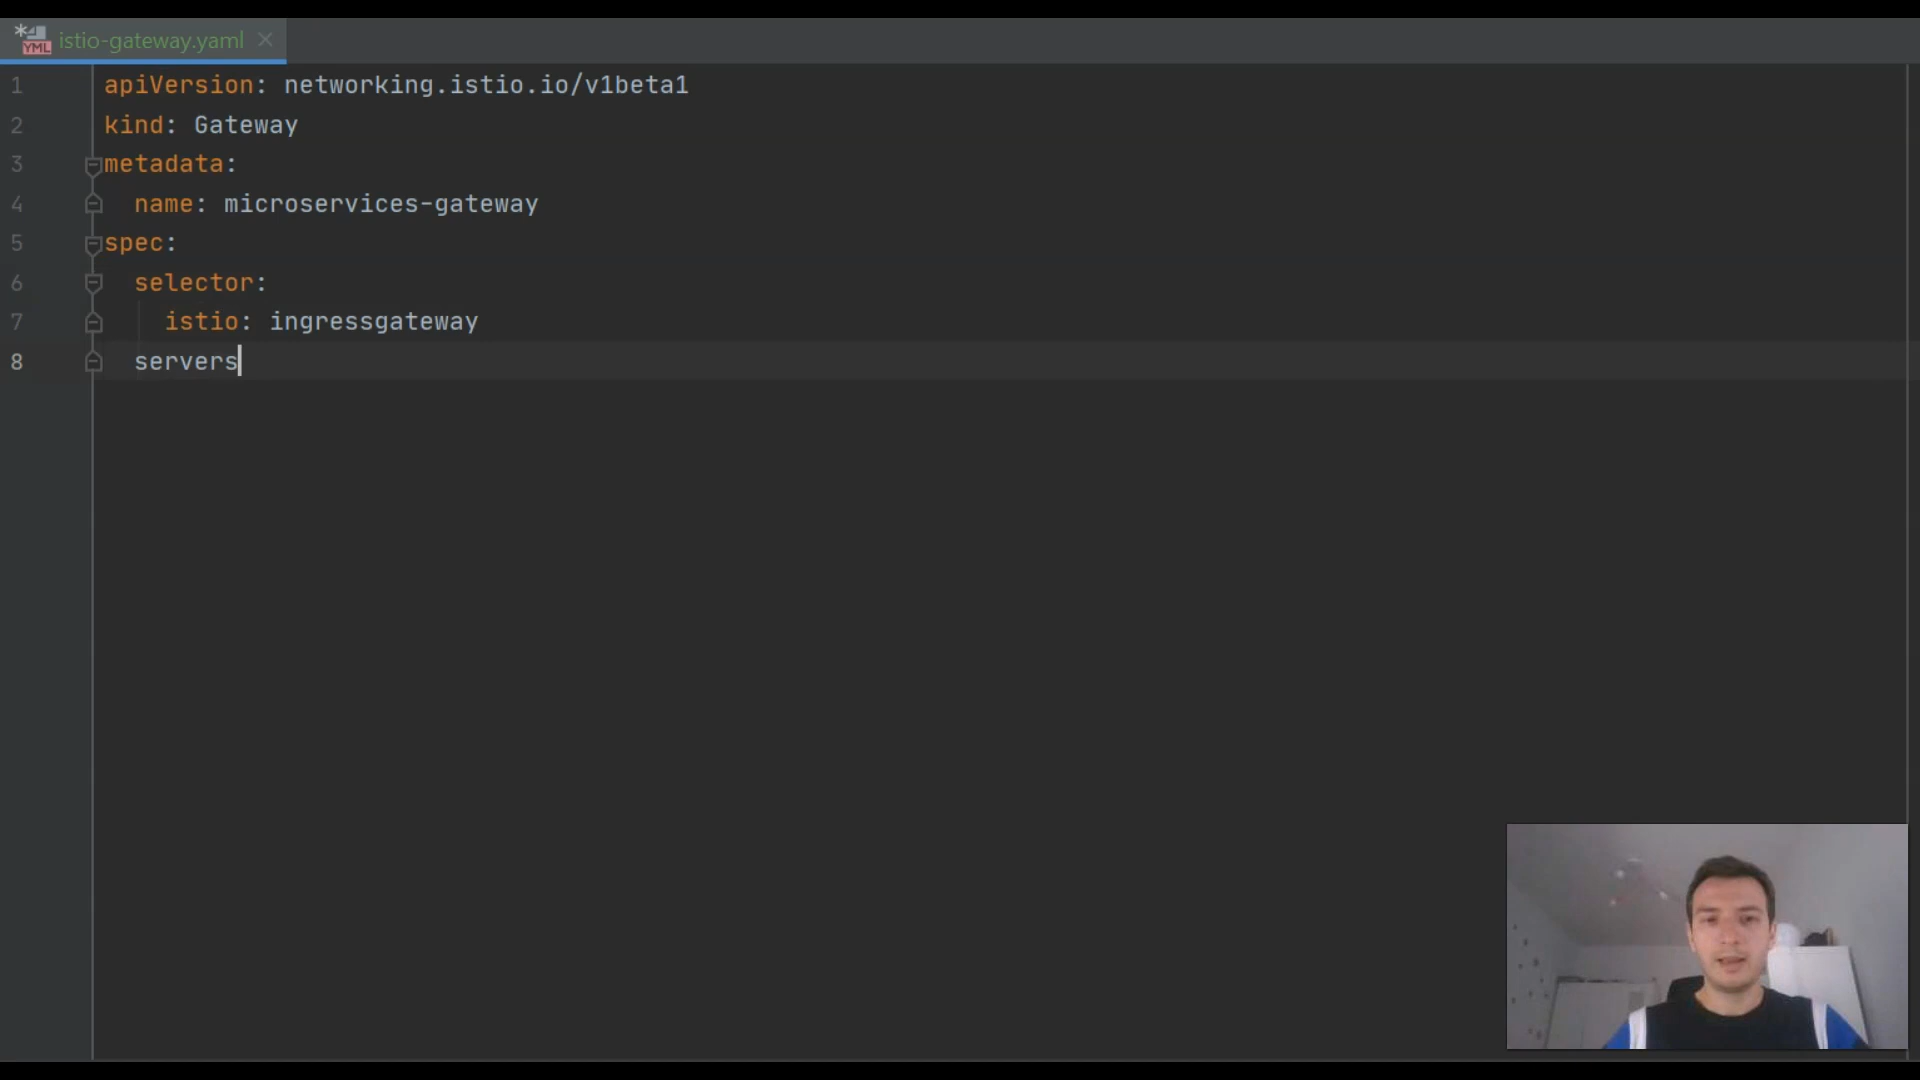 YML istio-gateway.yaml
1 apiVersion: networking.istio.io/v1beta1
2 kind: Gateway
3 metadata:
4   name: microservices-gateway
5 spec:
6   selector:
7     istio: ingressgateway
8   servers